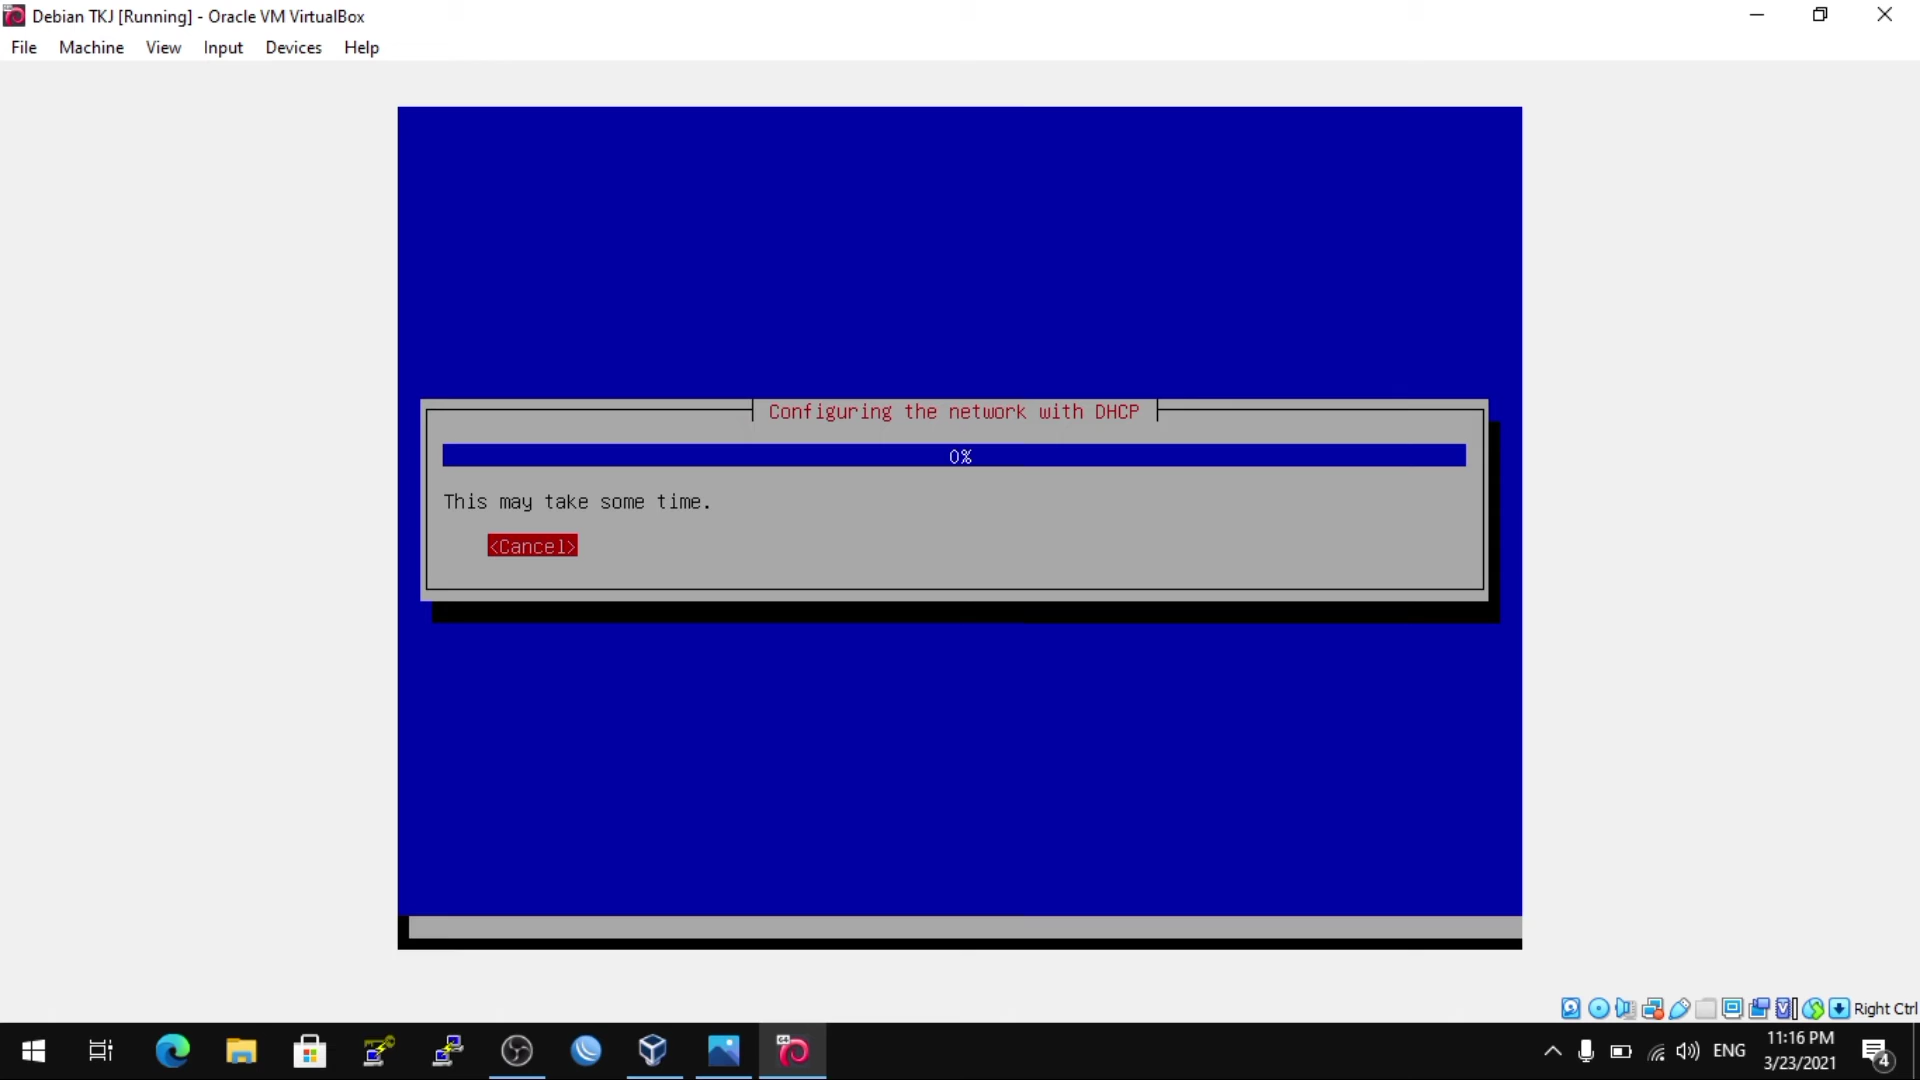 Debian TKJ [Running] - Oracle VM VirtualBox
File Machine View Input Devices Help
Configuring the network with DHCP
0%
This may take some time.
<Cancel>
Right Ctrl
64
ENG
11:16 PM
3/23/2021
4